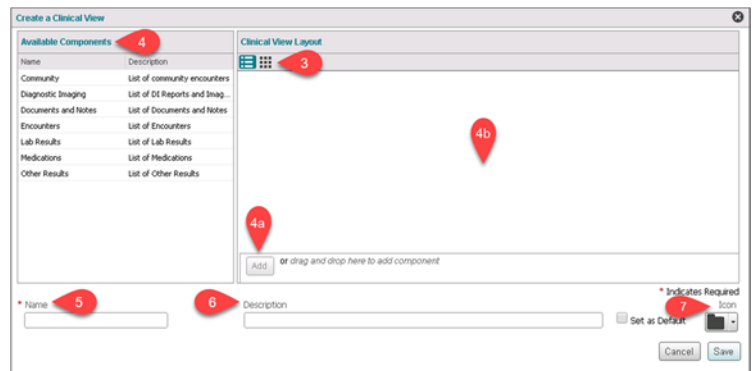 Create a Clinical View
Available Components 4
Clinical View Layout
Name Description
3
Community List of community encounters
Diagnostic Imaging List of DI Reports and Imag...
Documents and Notes List of Documents and Notes
Encounters List of Encounters
Lab Results List of Lab Results
Medications List of Medications
Other Results List of Other Results
4b
4a
Add or drag and drop here to add component
* Indicates Required
* Name 5
6 Description
7 Icon
Set as Default
Cancel Save